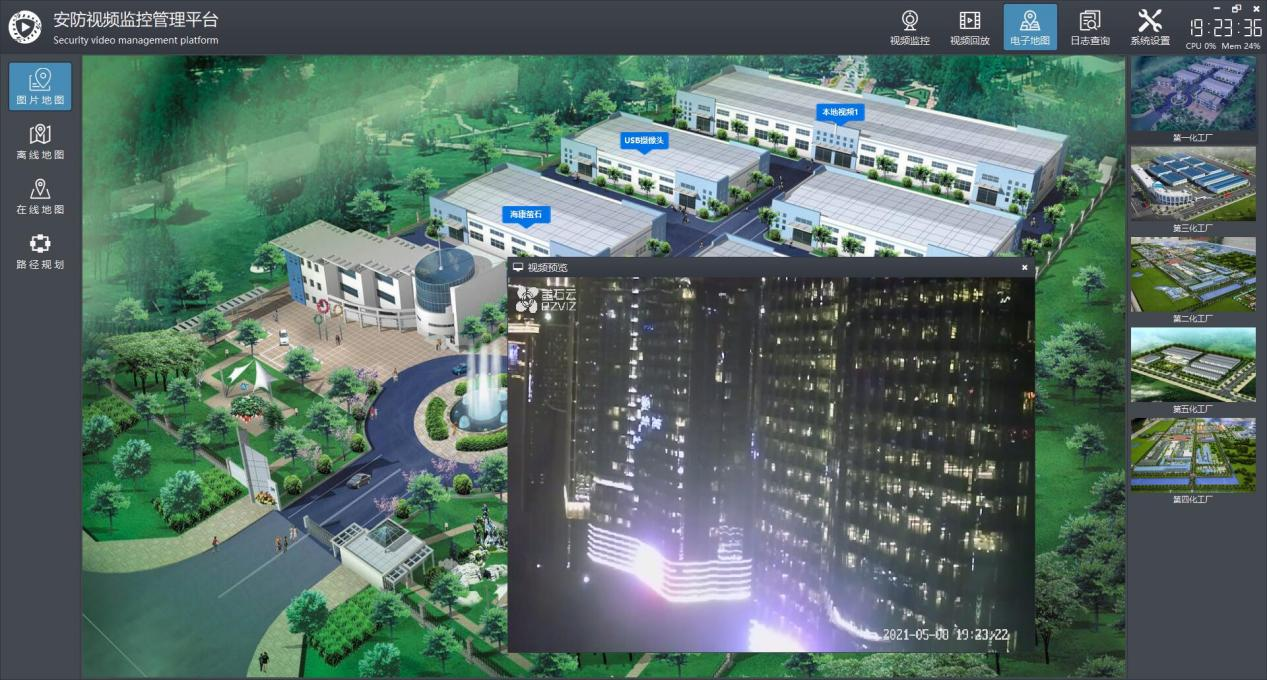 安防视频监控管理平台
Security video management platform
视频监控
视频回放
电子地图
日志查询
系统设置
19:23:36
CPU 0% Mem 24%
图片地图
离线地图
在线地图
路径规划
本地视频1
USB摄像头
海康萤石
视频预览
萤石云
EZVIZ
2021-05-08 19:23:22
第一化工厂
第三化工厂
第二化工厂
第五化工厂
第四化工厂